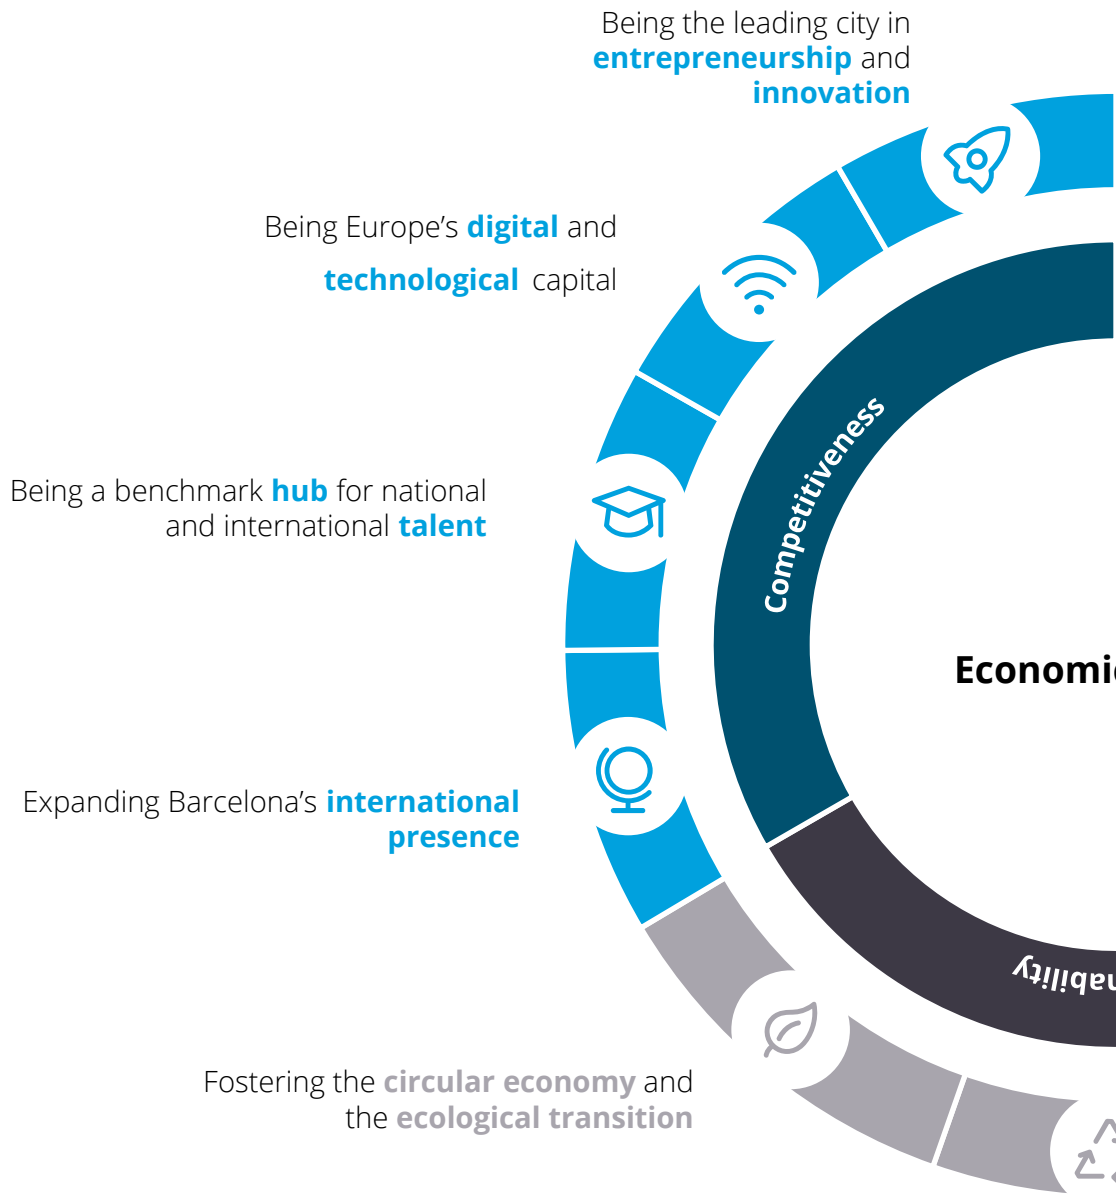 Being the leading city in
entrepreneurship and
innovation
Being Europe's digital and
technological capital
Being a benchmark hub for national
and international talent
Competitiveness
Economic
Expanding Barcelona's international
presence
nability
Fostering the circular economy and
the ecological transition